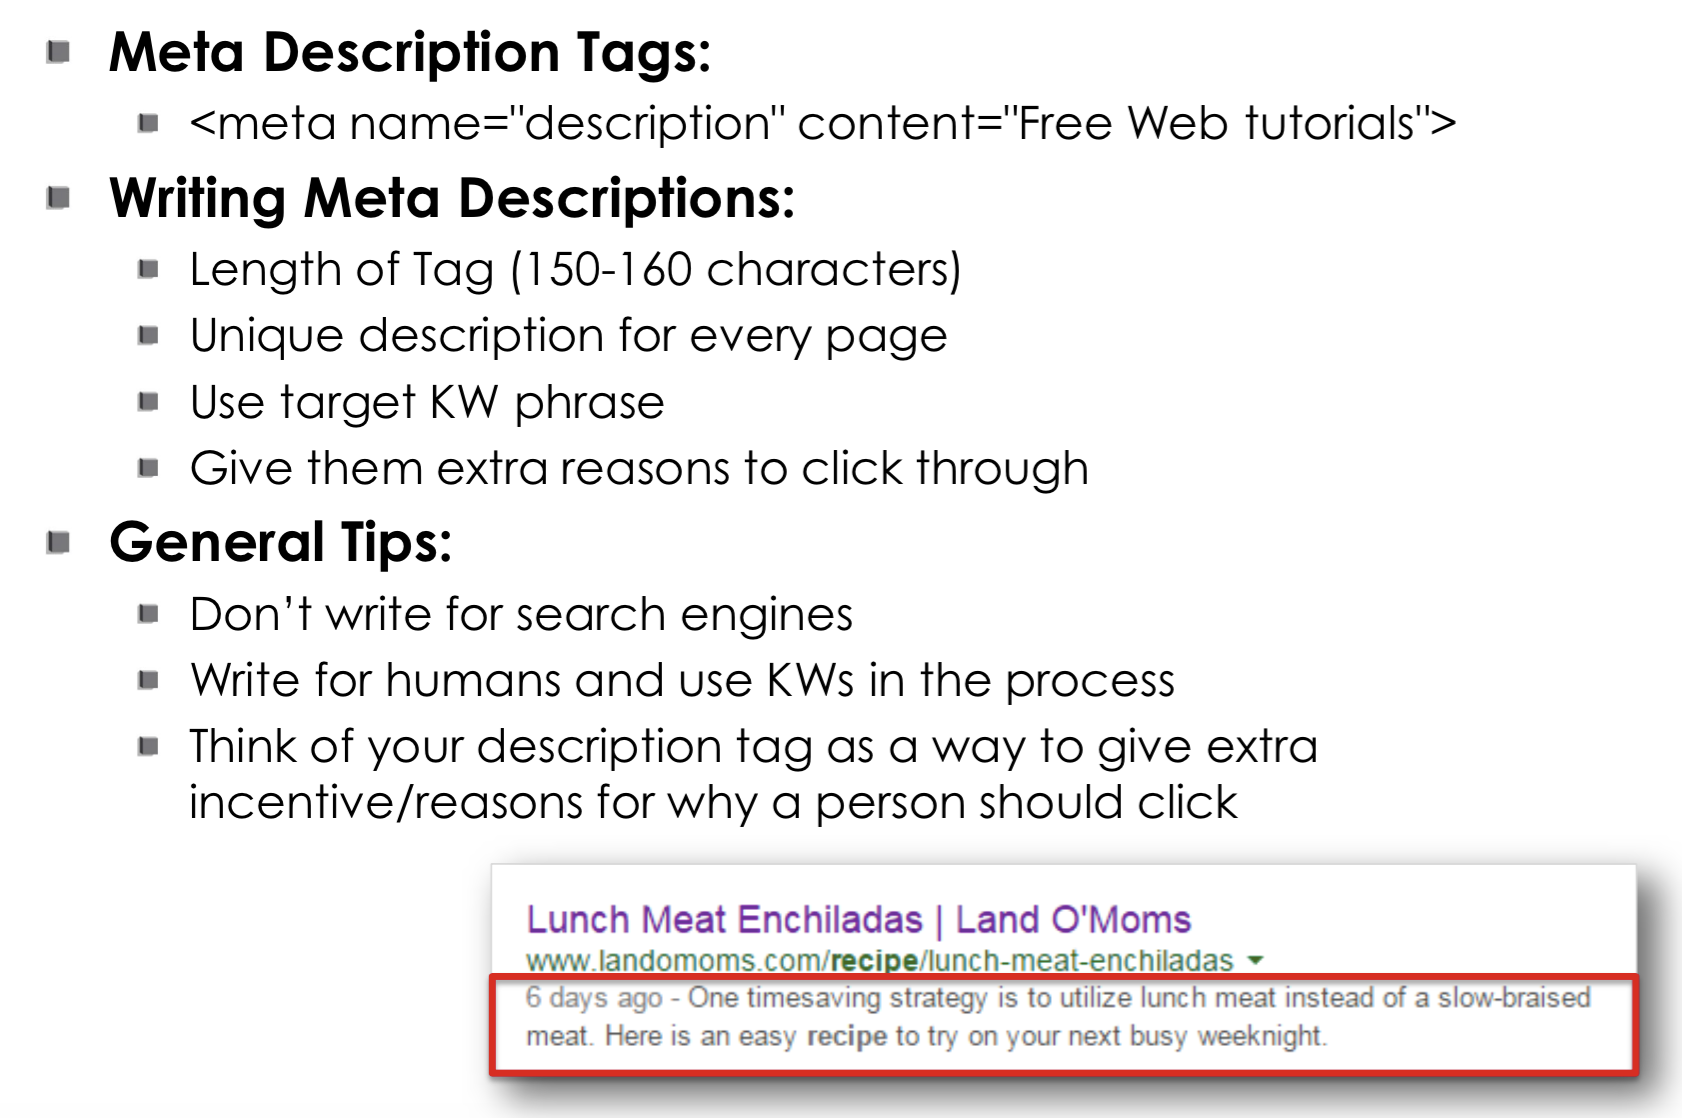 Meta Description Tags:
<meta name="description" content="Free Web tutorials">
Writing Meta Descriptions:
Length of Tag (150-160 characters)
Unique description for every page
Use target KW phrase
Give them extra reasons to click through
General Tips:
Don’t write for search engines
Write for humans and use KWs in the process
Think of your description tag as a way to give extra
incentive/reasons for why a person should click
Lunch Meat Enchiladas | Land O'Moms
www.landomoms.com/recipe/lunch-meat-enchiladas
6 days ago - One timesaving strategy is to utilize lunch meat instead of a slow-braised
meat. Here is an easy recipe to try on your next busy weeknight.